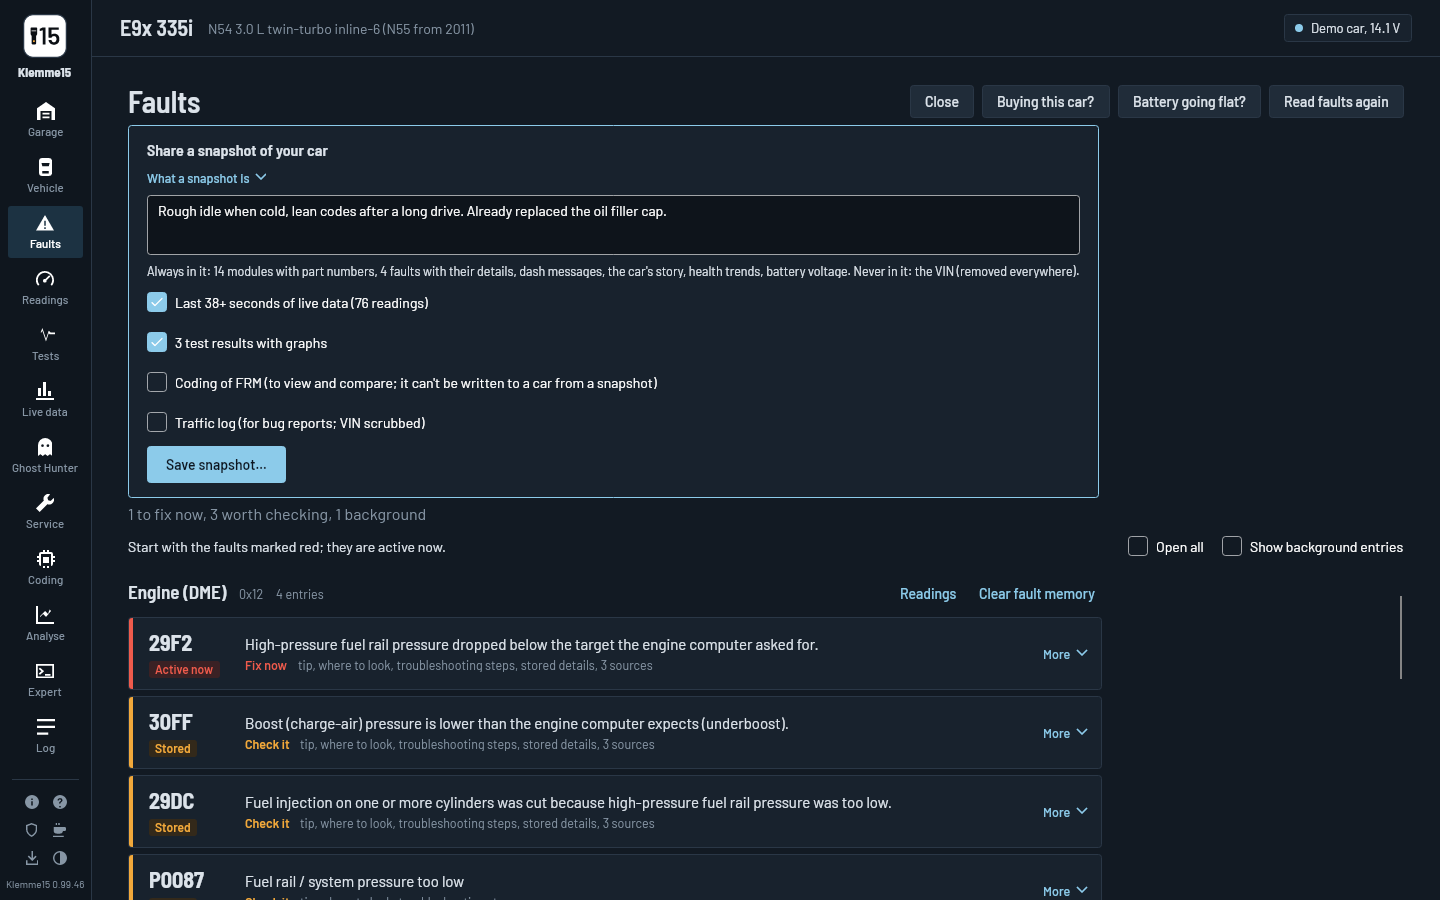 15
Klemme15
Garage
Vehicle
Faults
Readings
Tests
Live data
Ghost Hunter
Service
Coding
Analyse
Expert
Log
Klemme15 0.99.46
E9x 335i
N54 3.0 L twin-turbo inline-6 (N55 from 2011)
Demo car, 14.1 V
Faults
Close
Buying this car?
Battery going flat?
Read faults again
Share a snapshot of your car
What a snapshot is
Rough idle when cold, lean codes after a long drive. Already replaced the oil filler cap.
Always in it: 14 modules with part numbers, 4 faults with their details, dash messages, the car's story, health trends, battery voltage. Never in it: the VIN (removed everywhere).
Last 38+ seconds of live data (76 readings)
3 test results with graphs
Coding of FRM (to view and compare; it can't be written to a car from a snapshot)
Traffic log (for bug reports; VIN scrubbed)
Save snapshot...
1 to fix now, 3 worth checking, 1 background
Start with the faults marked red; they are active now.
Open all
Show background entries
Engine (DME) 0x12 4 entries
Readings
Clear fault memory
29F2
High-pressure fuel rail pressure dropped below the target the engine computer asked for.
Active now
Fix now tip, where to look, troubleshooting steps, stored details, 3 sources
More
30FF
Boost (charge-air) pressure is lower than the engine computer expects (underboost).
Stored
Check it tip, where to look, troubleshooting steps, stored details, 3 sources
More
29DC
Fuel injection on one or more cylinders was cut because high-pressure fuel rail pressure was too low.
Stored
Check it tip, where to look, troubleshooting steps, stored details, 3 sources
More
P0087
Fuel rail / system pressure too low
More